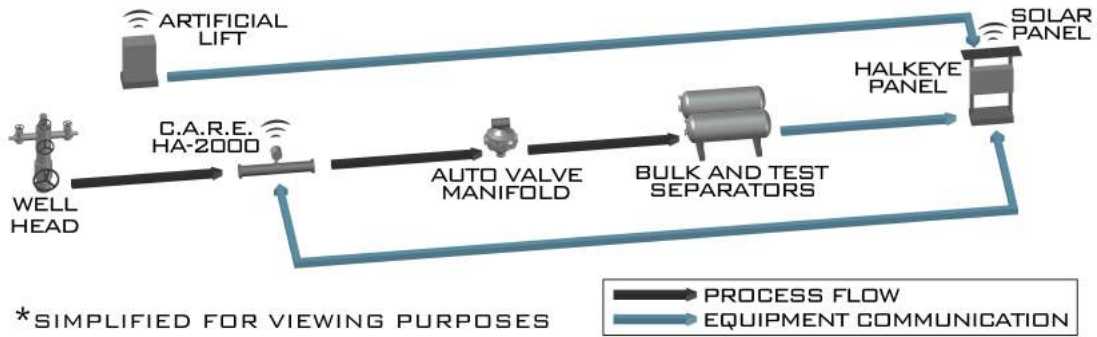 ARTIFICIAL
LIFT
SOLAR
PANEL
HALKEYE
PANEL
C.A.R.E.
HA-2000
WELL
HEAD
AUTO VALVE
MANIFOLD
BULK AND TEST
SEPARATORS
*SIMPLIFIED FOR VIEWING PURPOSES
PROCESS FLOW
EQUIPMENT COMMUNICATION